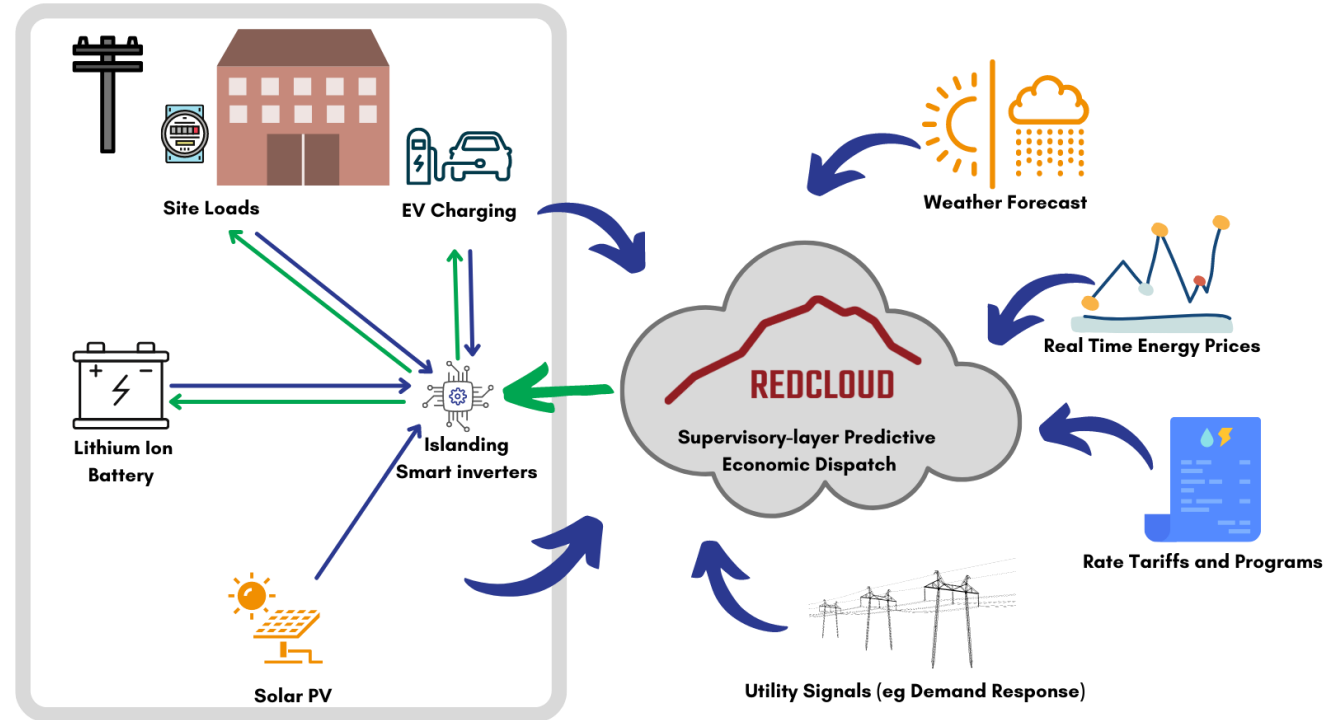 Site Loads
EV Charging
Lithium Ion
Battery
Islanding
Smart inverters
Solar PV
REDCLOUD
Supervisory-layer Predictive
Economic Dispatch
Weather Forecast
Real Time Energy Prices
Rate Tariffs and Programs
Utility Signals (eg Demand Response)